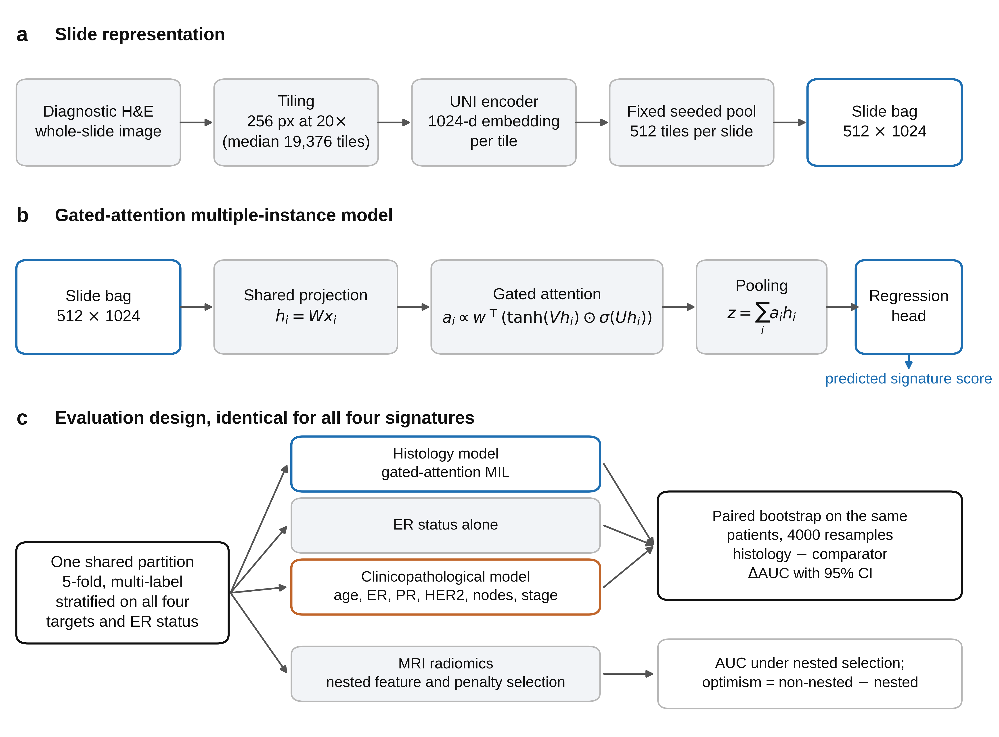 a Slide representation
Diagnostic H&E
whole-slide image
Tiling
256 px at 20×
(median 19,376 tiles)
UNI encoder
1024-d embedding
per tile
Fixed seeded pool
512 tiles per slide
Slide bag
512 × 1024
b Gated-attention multiple-instance model
Slide bag
512 × 1024
Shared projection
hᵢ = Wxᵢ
Gated attention
aᵢ ∝ w⊤(tanh(Vhᵢ) ⊙ σ(Uhᵢ))
Pooling
z = ∑ᵢ aᵢhᵢ
Regression
head
predicted signature score
c Evaluation design, identical for all four signatures
One shared partition
5-fold, multi-label
stratified on all four
targets and ER status
Histology model
gated-attention MIL
ER status alone
Clinicopathological model
age, ER, PR, HER2, nodes, stage
MRI radiomics
nested feature and penalty selection
Paired bootstrap on the same
patients, 4000 resamples
histology − comparator
ΔAUC with 95% CI
AUC under nested selection;
optimism = non-nested − nested